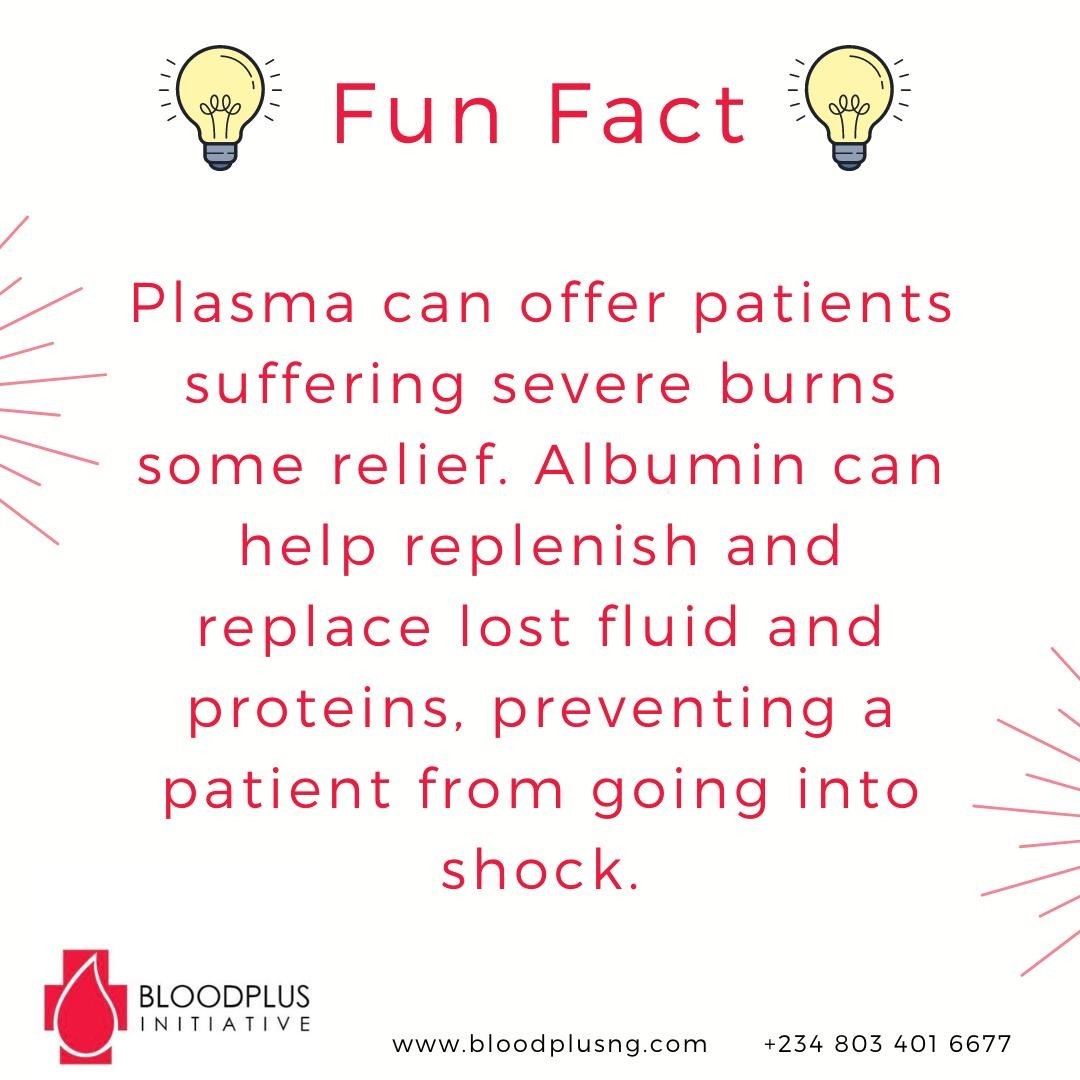 Fun Fact
Plasma can offer patients
suffering severe burns
some relief. Albumin can
help replenish and
replace lost fluid and
proteins, preventing a
patient from going into
shock.
BLOODPLUS
INITIATIVE
www.bloodplusng.com +234 803 401 6677